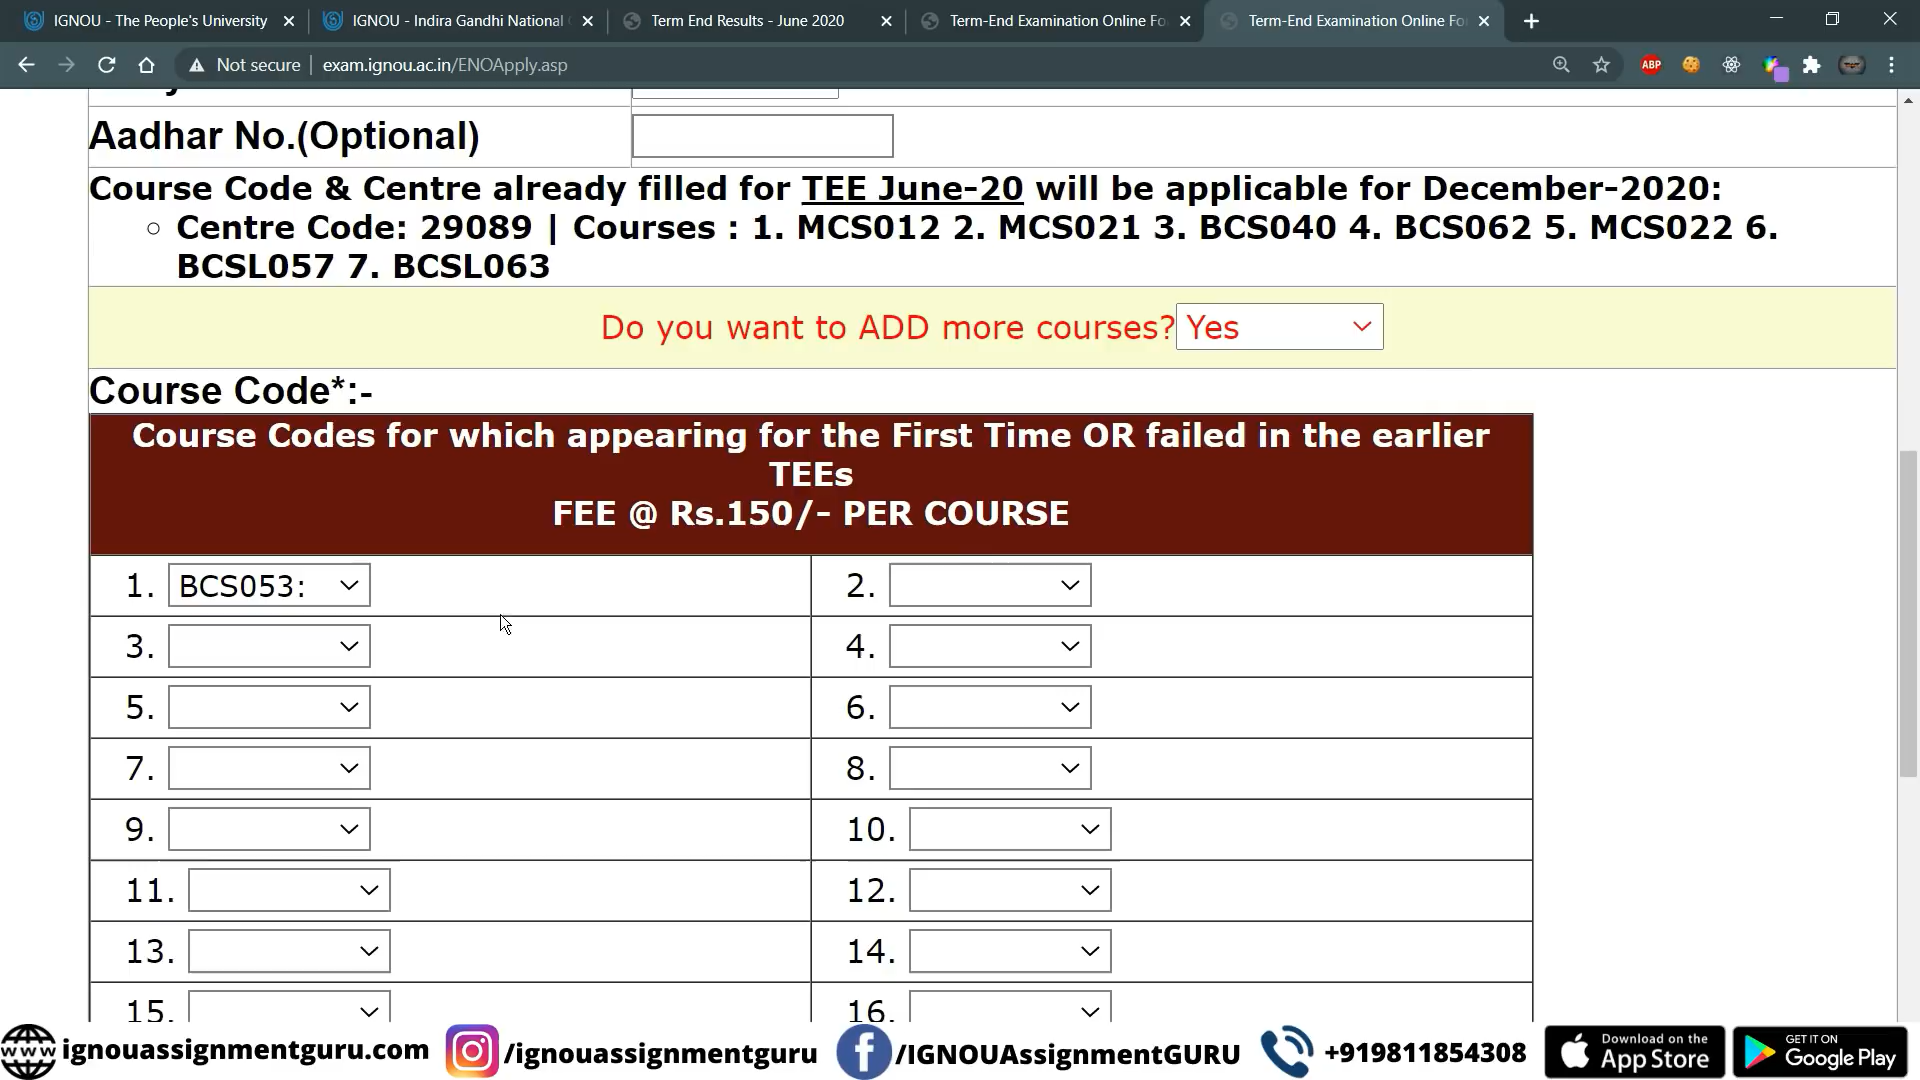 IGNOU - The People's University
IGNOU - Indira Gandhi National
Term End Results - June 2020
Term-End Examination Online Fo
Term-End Examination Online Fo
Not secure
exam.ignou.ac.in/ENOApply.asp
ABP
Aadhar No.(Optional)
Course Code & Centre already filled for TEE June-20 will be applicable for December-2020:
Centre Code: 29089 | Courses : 1. MCS012 2. MCS021 3. BCS040 4. BCS062 5. MCS022 6.
BCSL057 7. BCSL063
Do you want to ADD more courses? Yes
Course Code*:-
Course Codes for which appearing for the First Time OR failed in the earlier
TEEs
FEE @ Rs.150/- PER COURSE
1. BCS053: 2.
3. 4.
5. 6.
7. 8.
9. 10.
11. 12.
13. 14.
15. 16.
www ignouassignmentguru.com /ignouassignmentguru /IGNOUAssignmentGURU +919811854308
Download on the
App Store
GET IT ON
Google Play